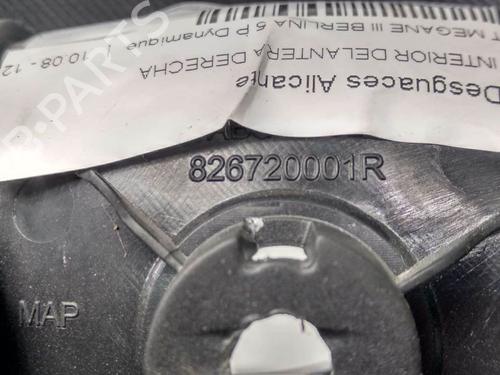 Desguaces Alicante
INTERIOR DELANTERA DERECHA
T MEGANE III BERLINA 5 P Dynamique | 10.08 - 12
B-PARTS
826720001R
MAP